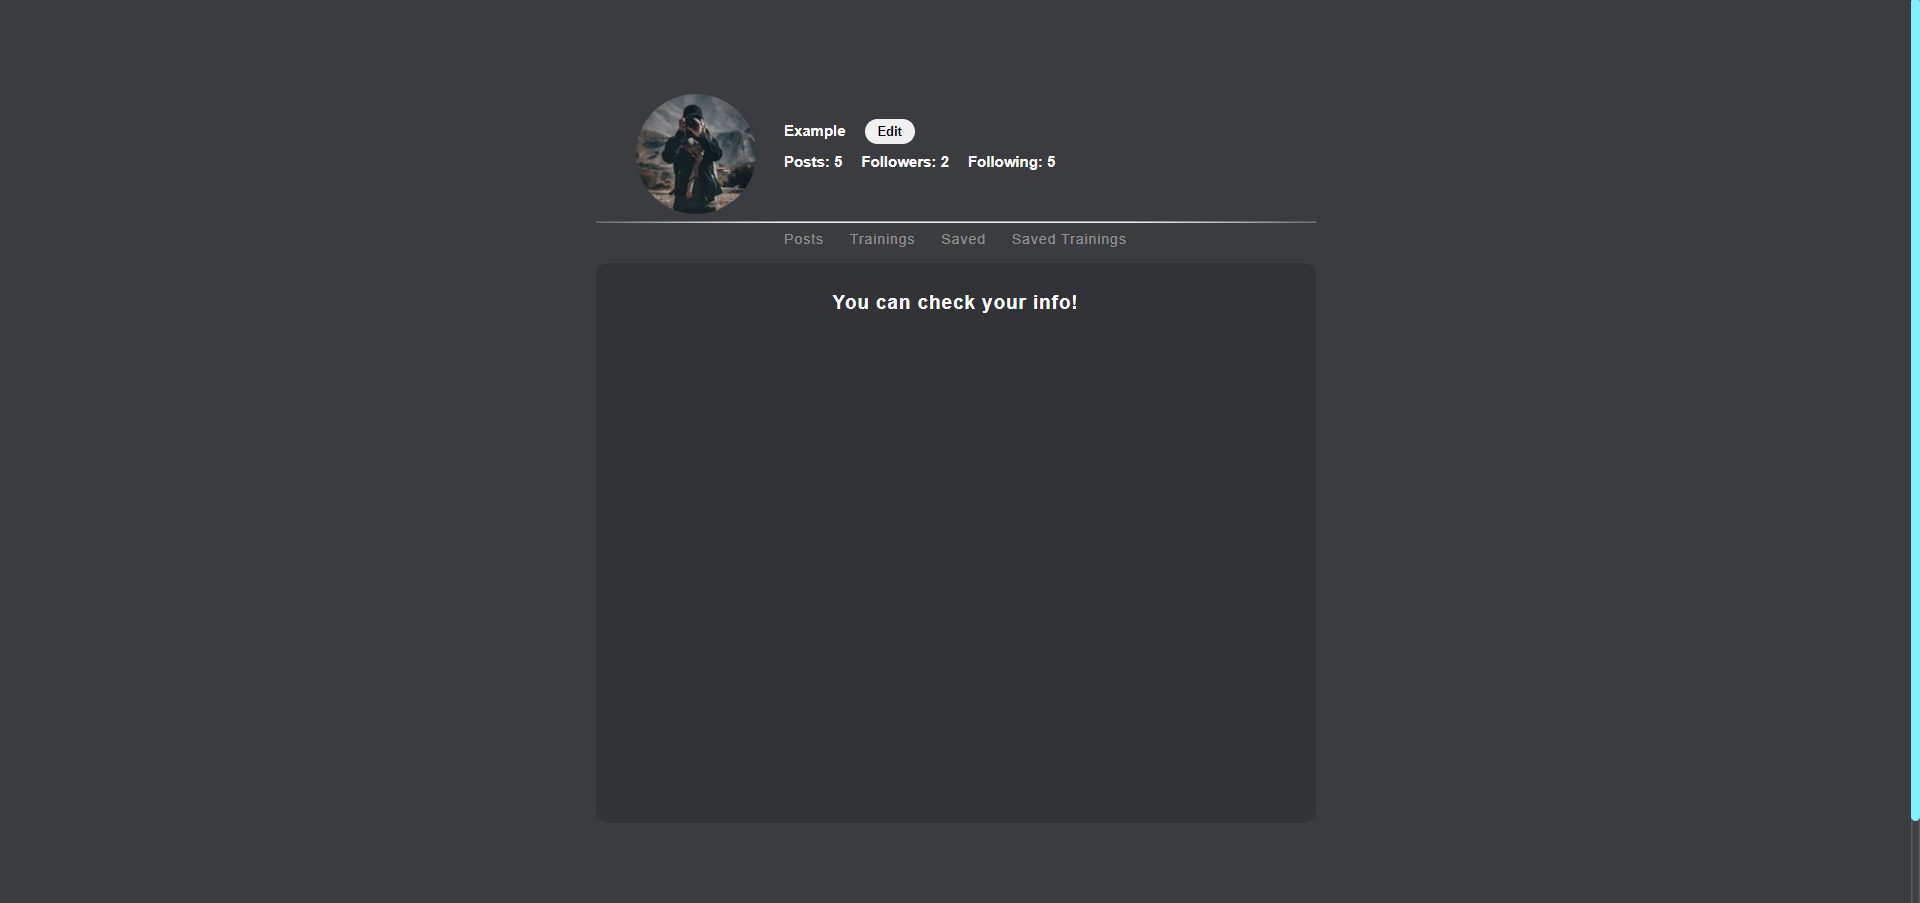 Example Edit
Posts: 5 Followers: 2 Following: 5
Posts Trainings Saved Saved Trainings
You can check your info!